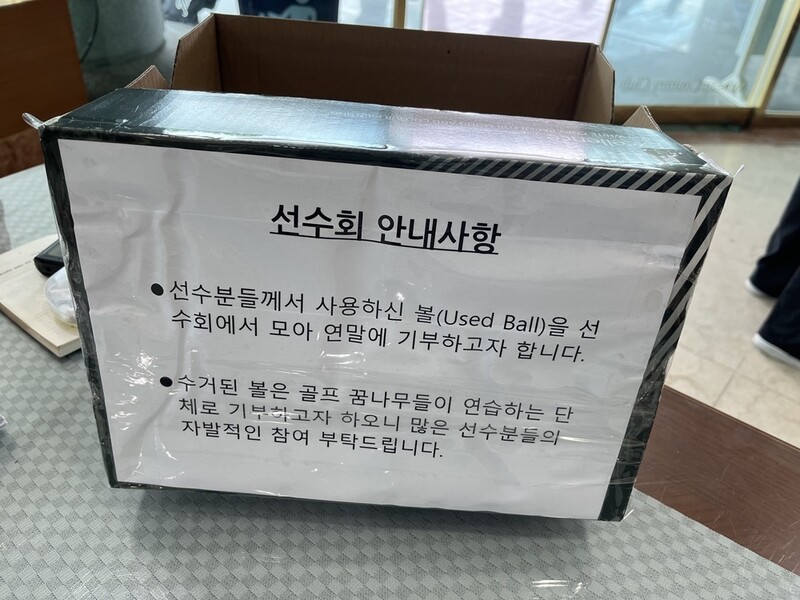 선수회 안내사항
● 선수분들께서 사용하신 볼(Used Ball)을 선
수회에서 모아 연말에 기부하고자 합니다.
● 수거된 볼은 골프 꿈나무들이 연습하는 단
체로 기부하고자 하오니 많은 선수분들의
자발적인 참여 부탁드립니다.